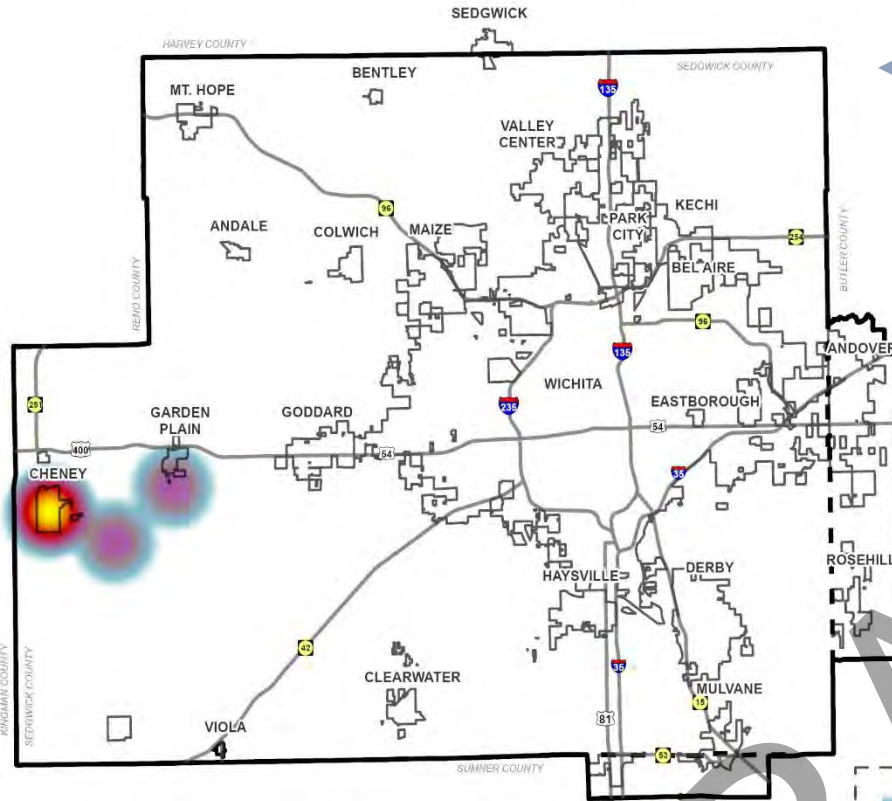 SEDGWICK
HARVEY COUNTY
SEDGWICK COUNTY
BENTLEY
MT. HOPE
135
VALLEY
CENTER
96
KECHI
ANDALE
COLWICH
MAIZE
PARK
CITY
254
BEL AIRE
RENO COUNTY
BUTLER COUNTY
96
135
ANDOVER
WICHITA
251
GARDEN
PLAIN
GODDARD
235
EASTBOROUGH
400
54
54
CHENEY
35
HAYSVILLE
DERBY
ROSEHILL
KINGMAN COUNTY
SEDGWICK COUNTY
42
35
CLEARWATER
MULVANE
15
VIOLA
81
53
SUMNER COUNTY